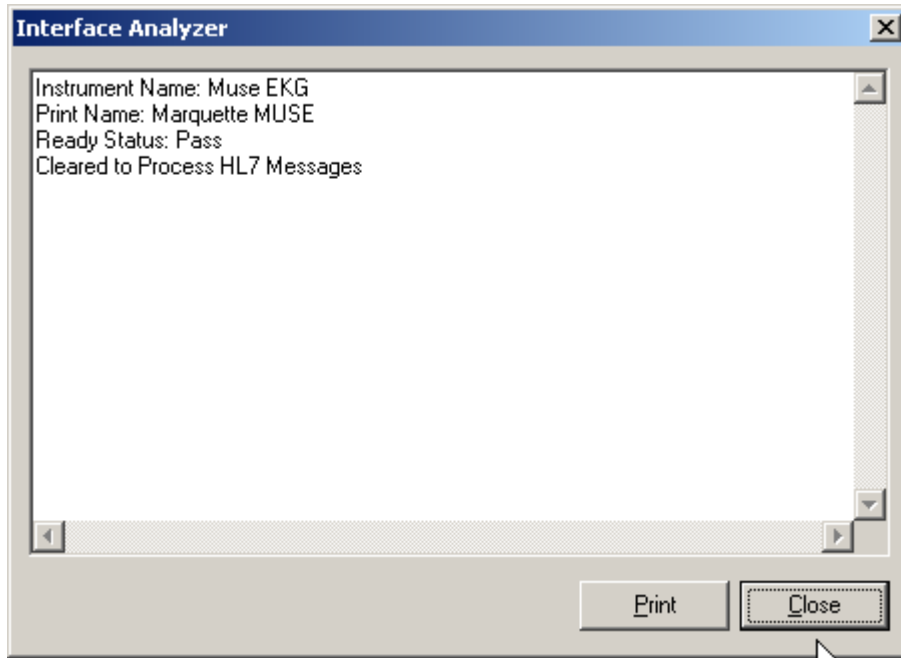 Interface Analyzer
Instrument Name: Muse EKG
Print Name: Marquette MUSE
Ready Status: Pass
Cleared to Process HL7 Messages
Print
Close